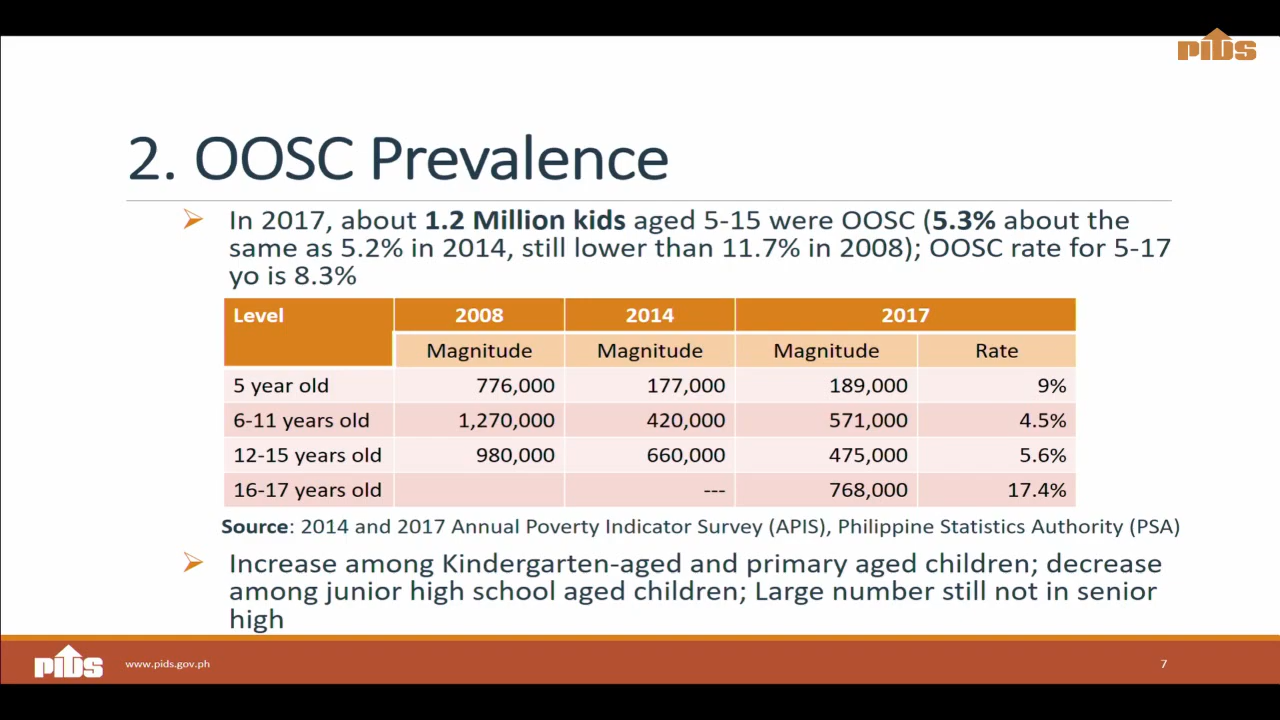 PIDS
2. OOSC Prevalence
In 2017, about 1.2 Million kids aged 5-15 were OOSC (5.3% about the
same as 5.2% in 2014, still lower than 11.7% in 2008); OOSC rate for 5-17
yo is 8.3%
Level 2008 2014 2017
Magnitude Magnitude Magnitude Rate
5 year old 776,000 177,000 189,000 9%
6-11 years old 1,270,000 420,000 571,000 4.5%
12-15 years old 980,000 660,000 475,000 5.6%
16-17 years old --- 768,000 17.4%
Source: 2014 and 2017 Annual Poverty Indicator Survey (APIS), Philippine Statistics Authority (PSA)
Increase among Kindergarten-aged and primary aged children; decrease
among junior high school aged children; Large number still not in senior
high
PIDS www.pids.gov.ph 7